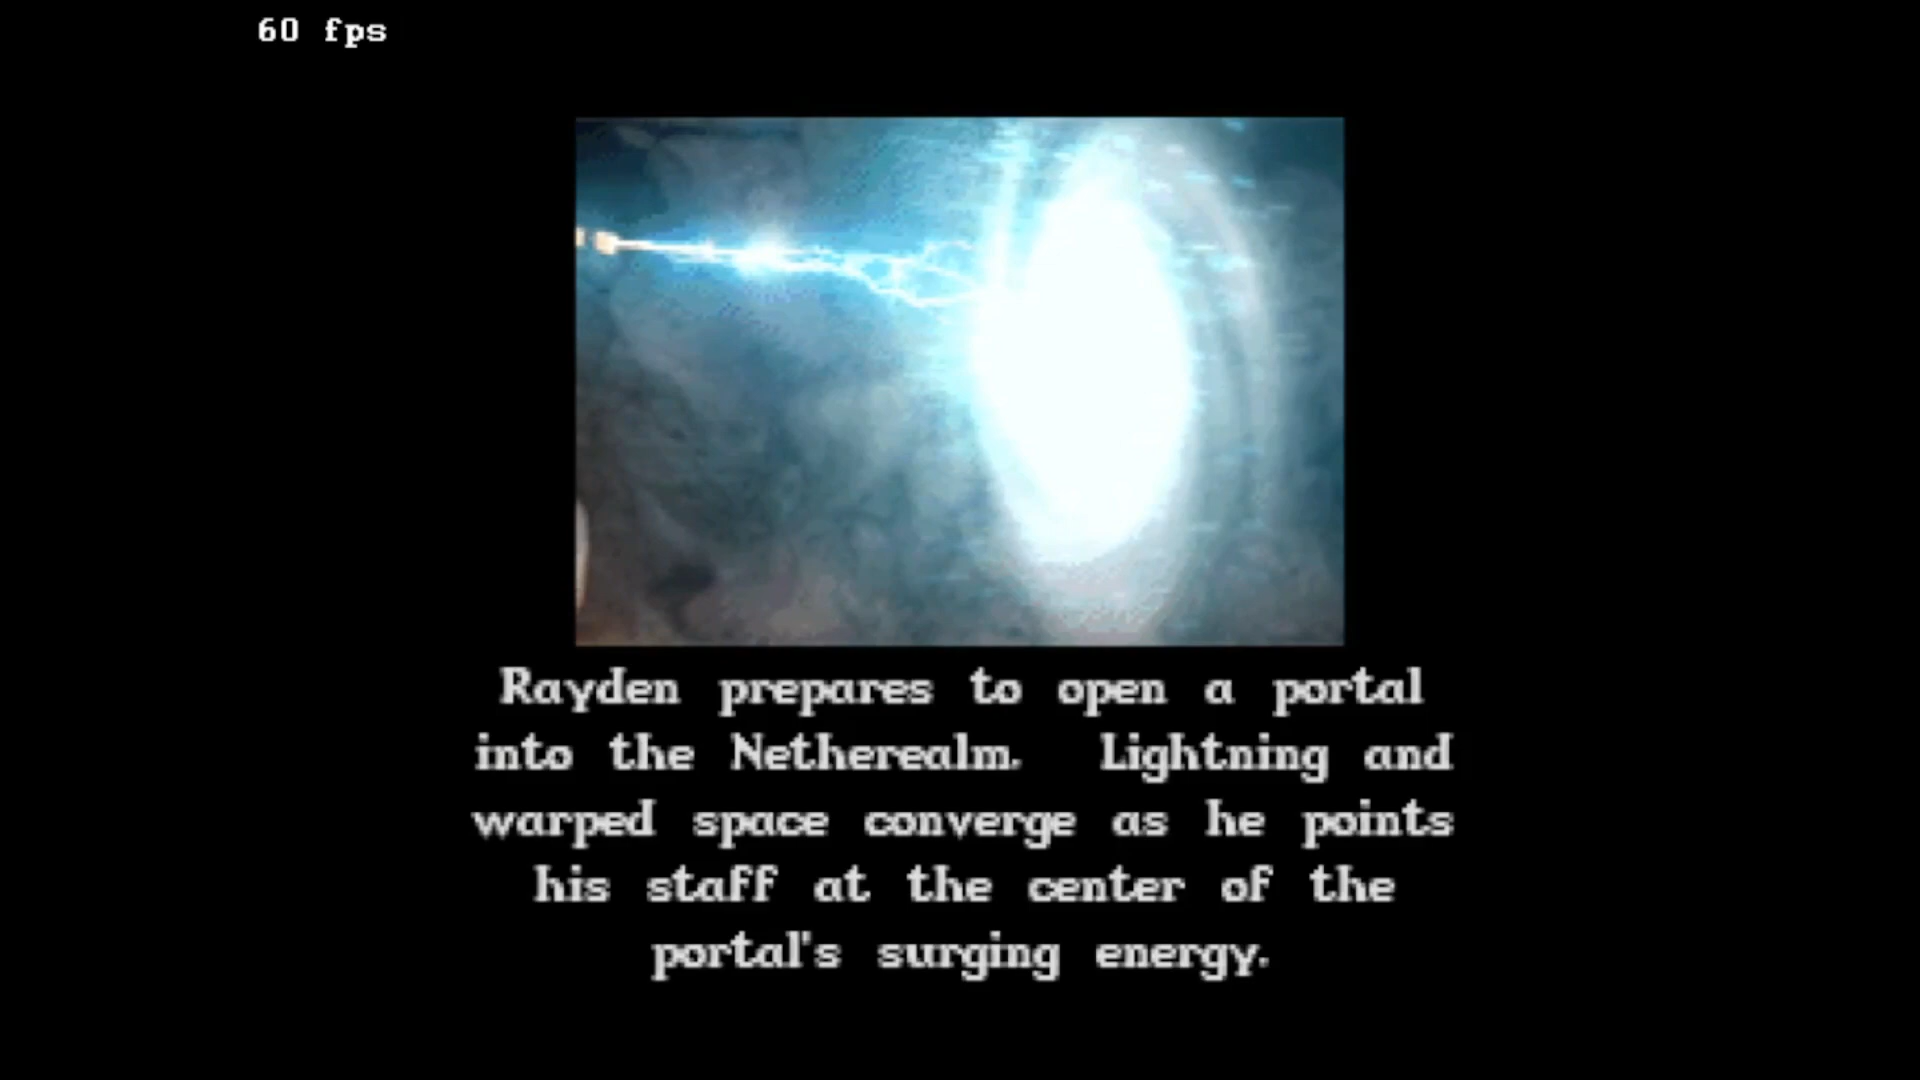 60 fps
Rayden prepares to open a portal
into the Netherealm. Lightning and
warped space converge as he points
his staff at the center of the
portal's surging energy.